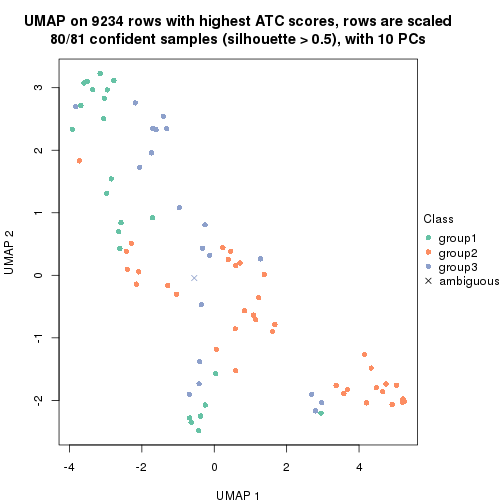 UMAP on 9234 rows with highest ATC scores, rows are scaled
80/81 confident samples (silhouette > 0.5), with 10 PCs
3
2
1
0
-1
-2
UMAP 2
-4
-2
0
2
4
UMAP 1
Class
group1
group2
group3
ambiguous